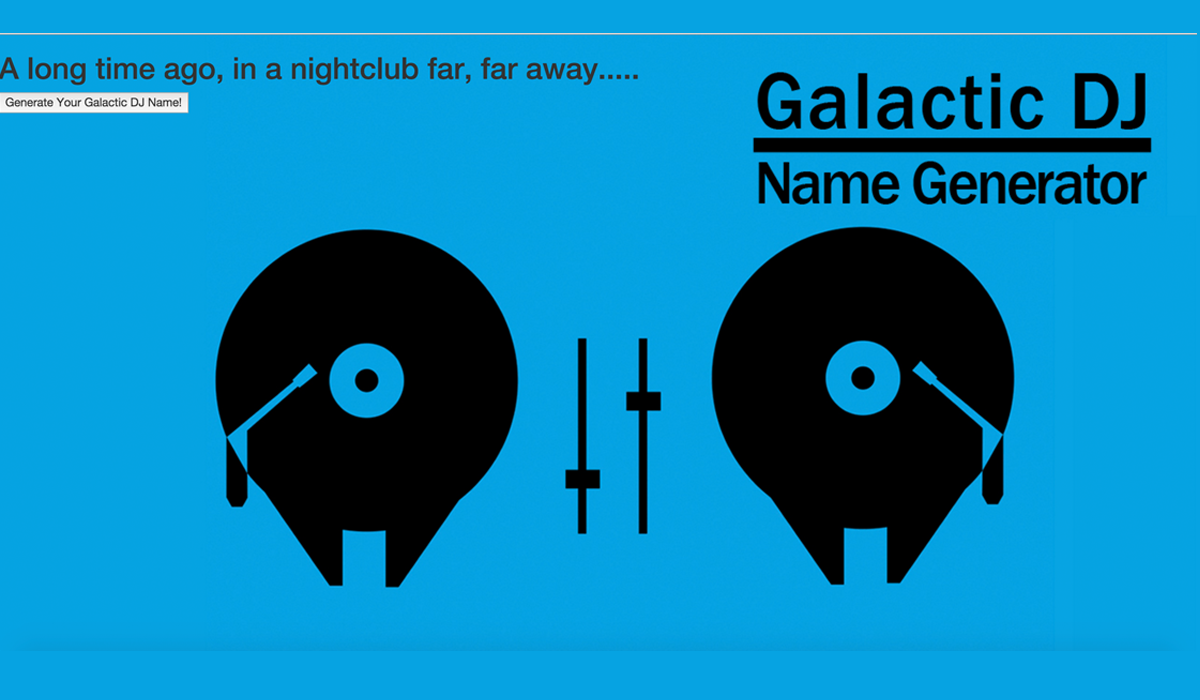 A long time ago, in a nightclub far, far away.....
Generate Your Galactic DJ Name!
Galactic DJ
Name Generator